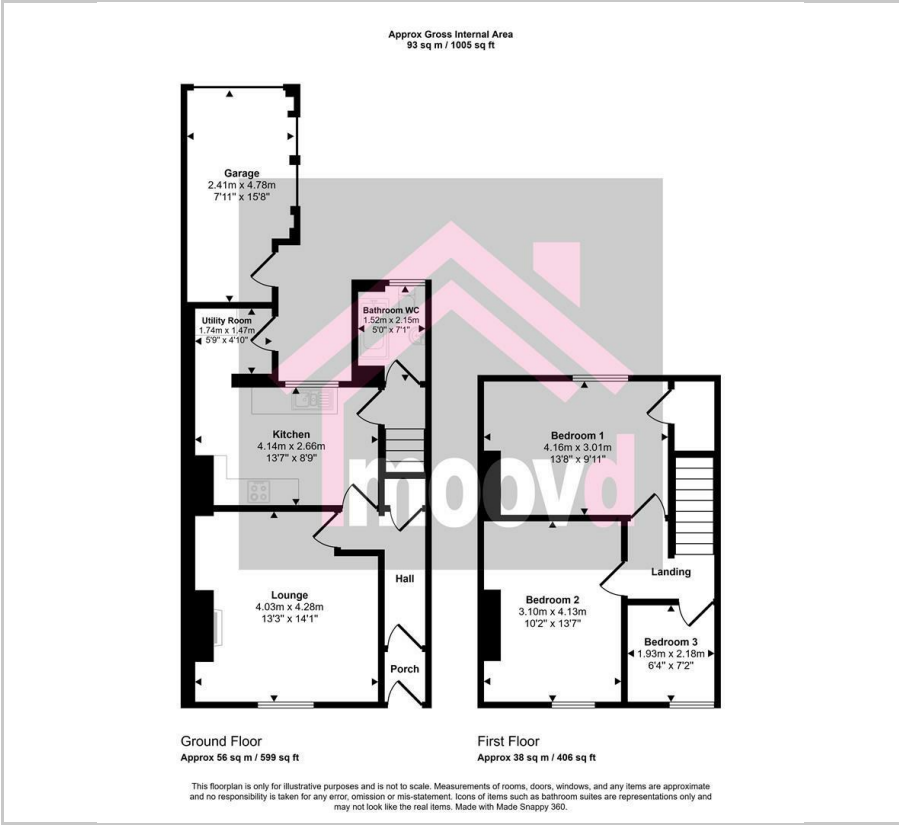 Approx Gross Internal Area
93 sq m / 1005 sq ft
Garage
2.41m x 4.78m
7'11" x 15'8"
Utility Room
1.74m x 1.47m
5'9" x 4'10"
Bathroom WC
1.52m x 2.15m
5'0" x 7'1"
Kitchen
4.14m x 2.66m
13'7" x 8'9"
Bedroom 1
4.16m x 3.01m
13'8" x 9'11"
moovd
Lounge
4.03m x 4.28m
13'3" x 14'1"
Hall
Porch
Landing
Bedroom 2
3.10m x 4.13m
10'2" x 13'7"
Bedroom 3
1.93m x 2.18m
6'4" x 7'2"
Ground Floor
Approx 56 sq m / 599 sq ft
First Floor
Approx 38 sq m / 406 sq ft
This floorplan is only for illustrative purposes and is not to scale. Measurements of rooms, doors, windows, and any items are approximate
and no responsibility is taken for any error, omission or mis-statement. Icons of items such as bathroom suites are representations only and
may not look like the real items. Made with Made Snappy 360.